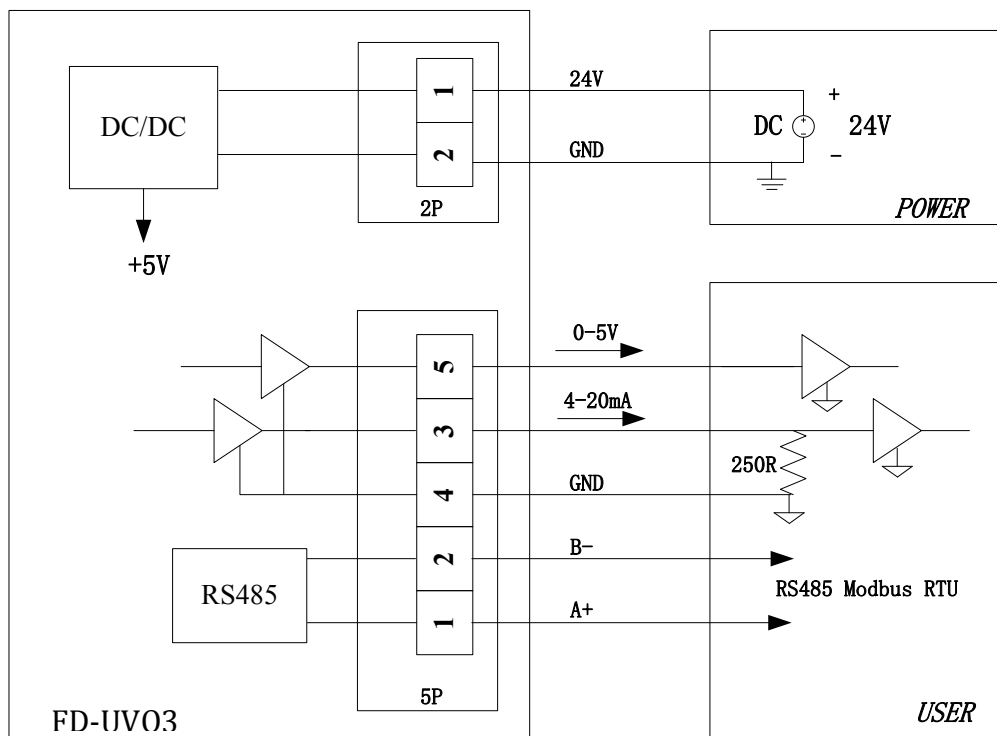 DC/DC
+5V
1
2
2P
24V
GND
DC
+
24V
-
POWER
5
3
4
2
1
5P
0-5V
4-20mA
GND
B-
A+
250R
RS485
RS485 Modbus RTU
FD-UVO3
USER